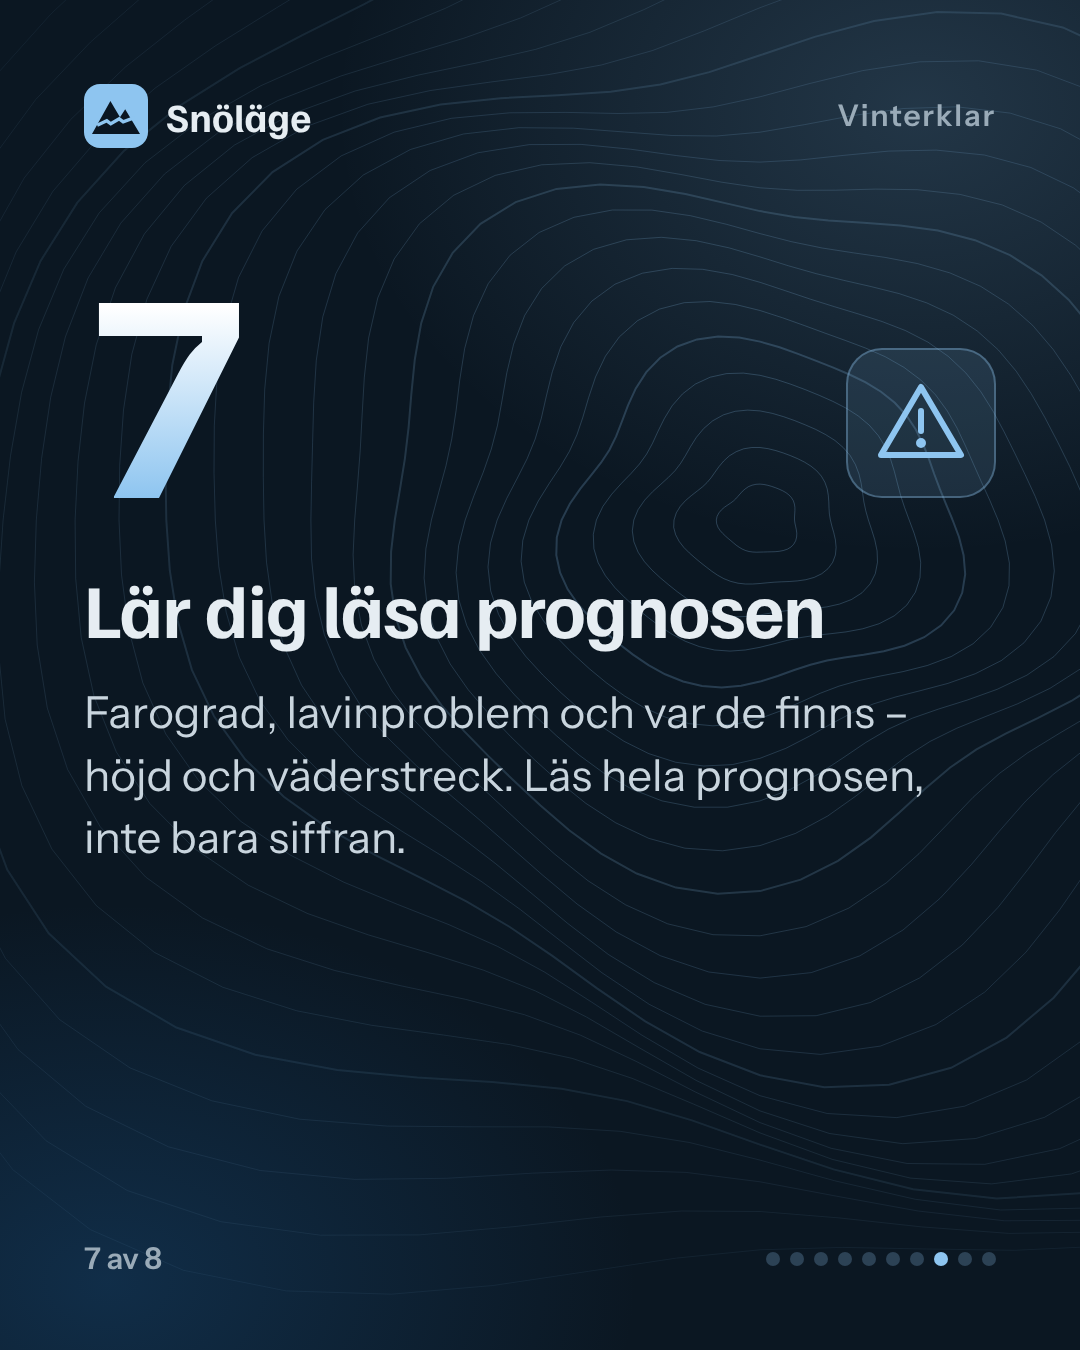 Snöläge
Vinterklar
7
Lär dig läsa prognosen
Farograd, lavinproblem och var de finns –
höjd och väderstreck. Läs hela prognosen,
inte bara siffran.
7 av 8